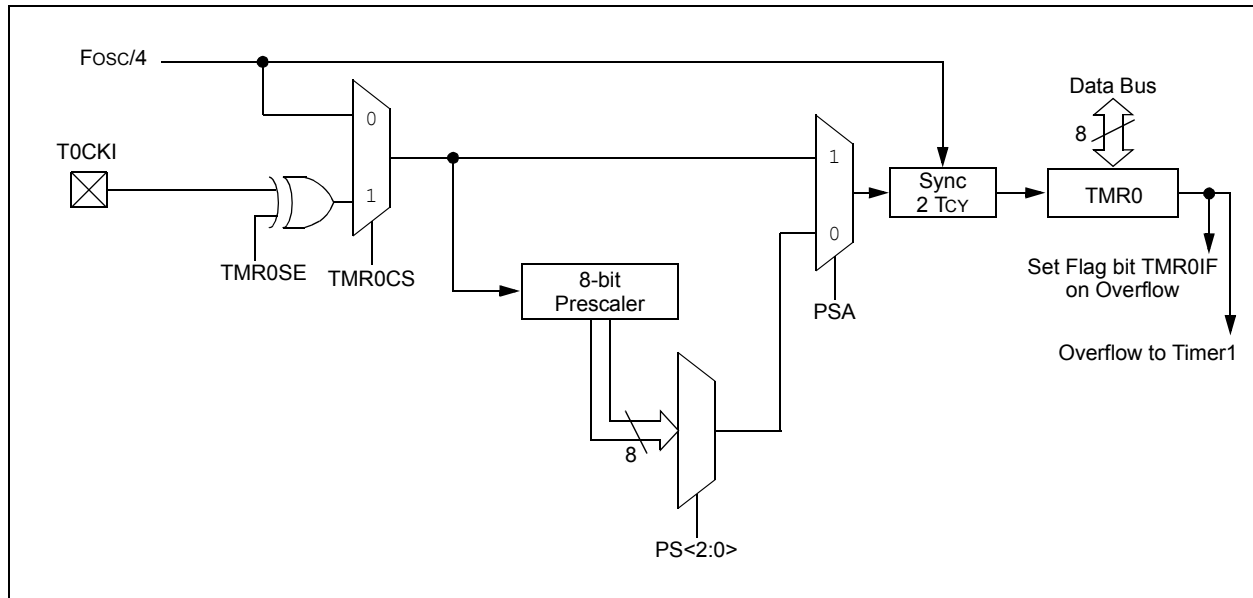 FOSC/4
T0CKI
TMR0SE
TMR0CS
0
1
8-bit
Prescaler
8
PS<2:0>
1
0
PSA
Sync
2 TCY
Data Bus
8
TMR0
Set Flag bit TMR0IF
on Overflow
Overflow to Timer1